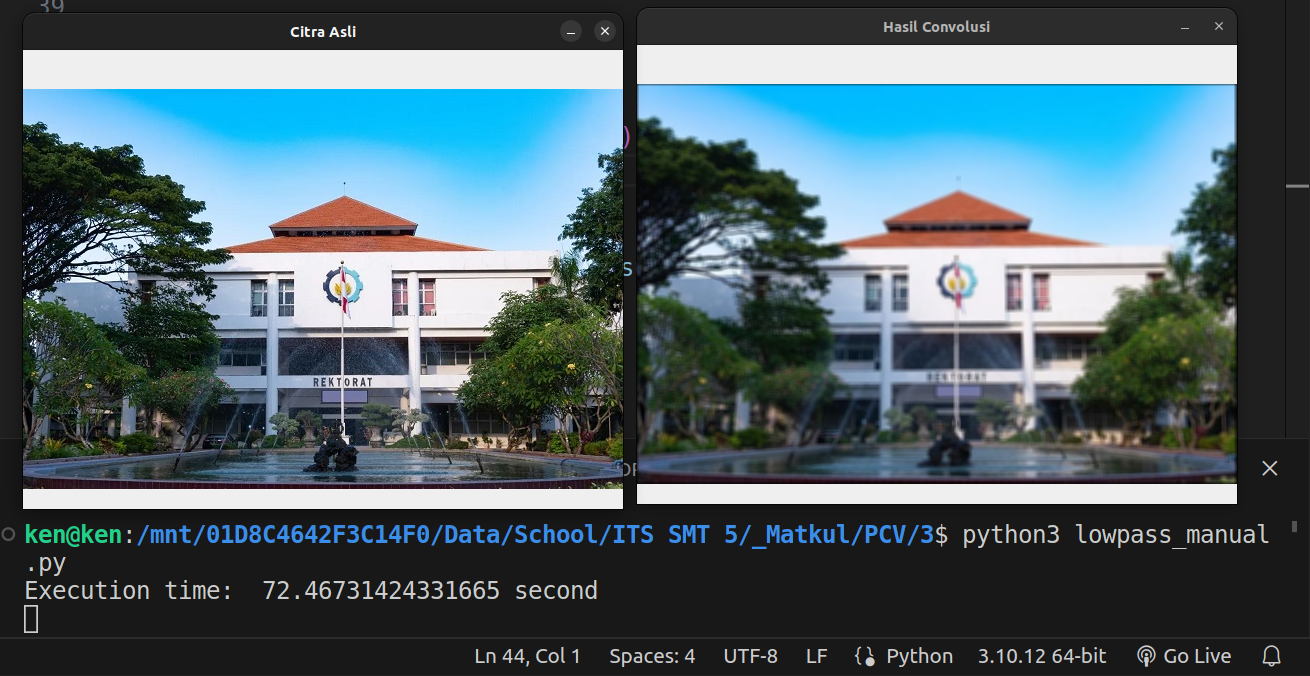 39
Citra Asli
Hasil Convolusi
)
S
REKTORAT
REKTORAT
ken@ken:/mnt/01D8C4642F3C14F0/Data/School/ITS SMT 5/_Matkul/PCV/3$ python3 lowpass_manual
.py
Execution time:  72.46731424331665 second
Ln 44, Col 1 Spaces: 4 UTF-8 LF Python 3.10.12 64-bit Go Live